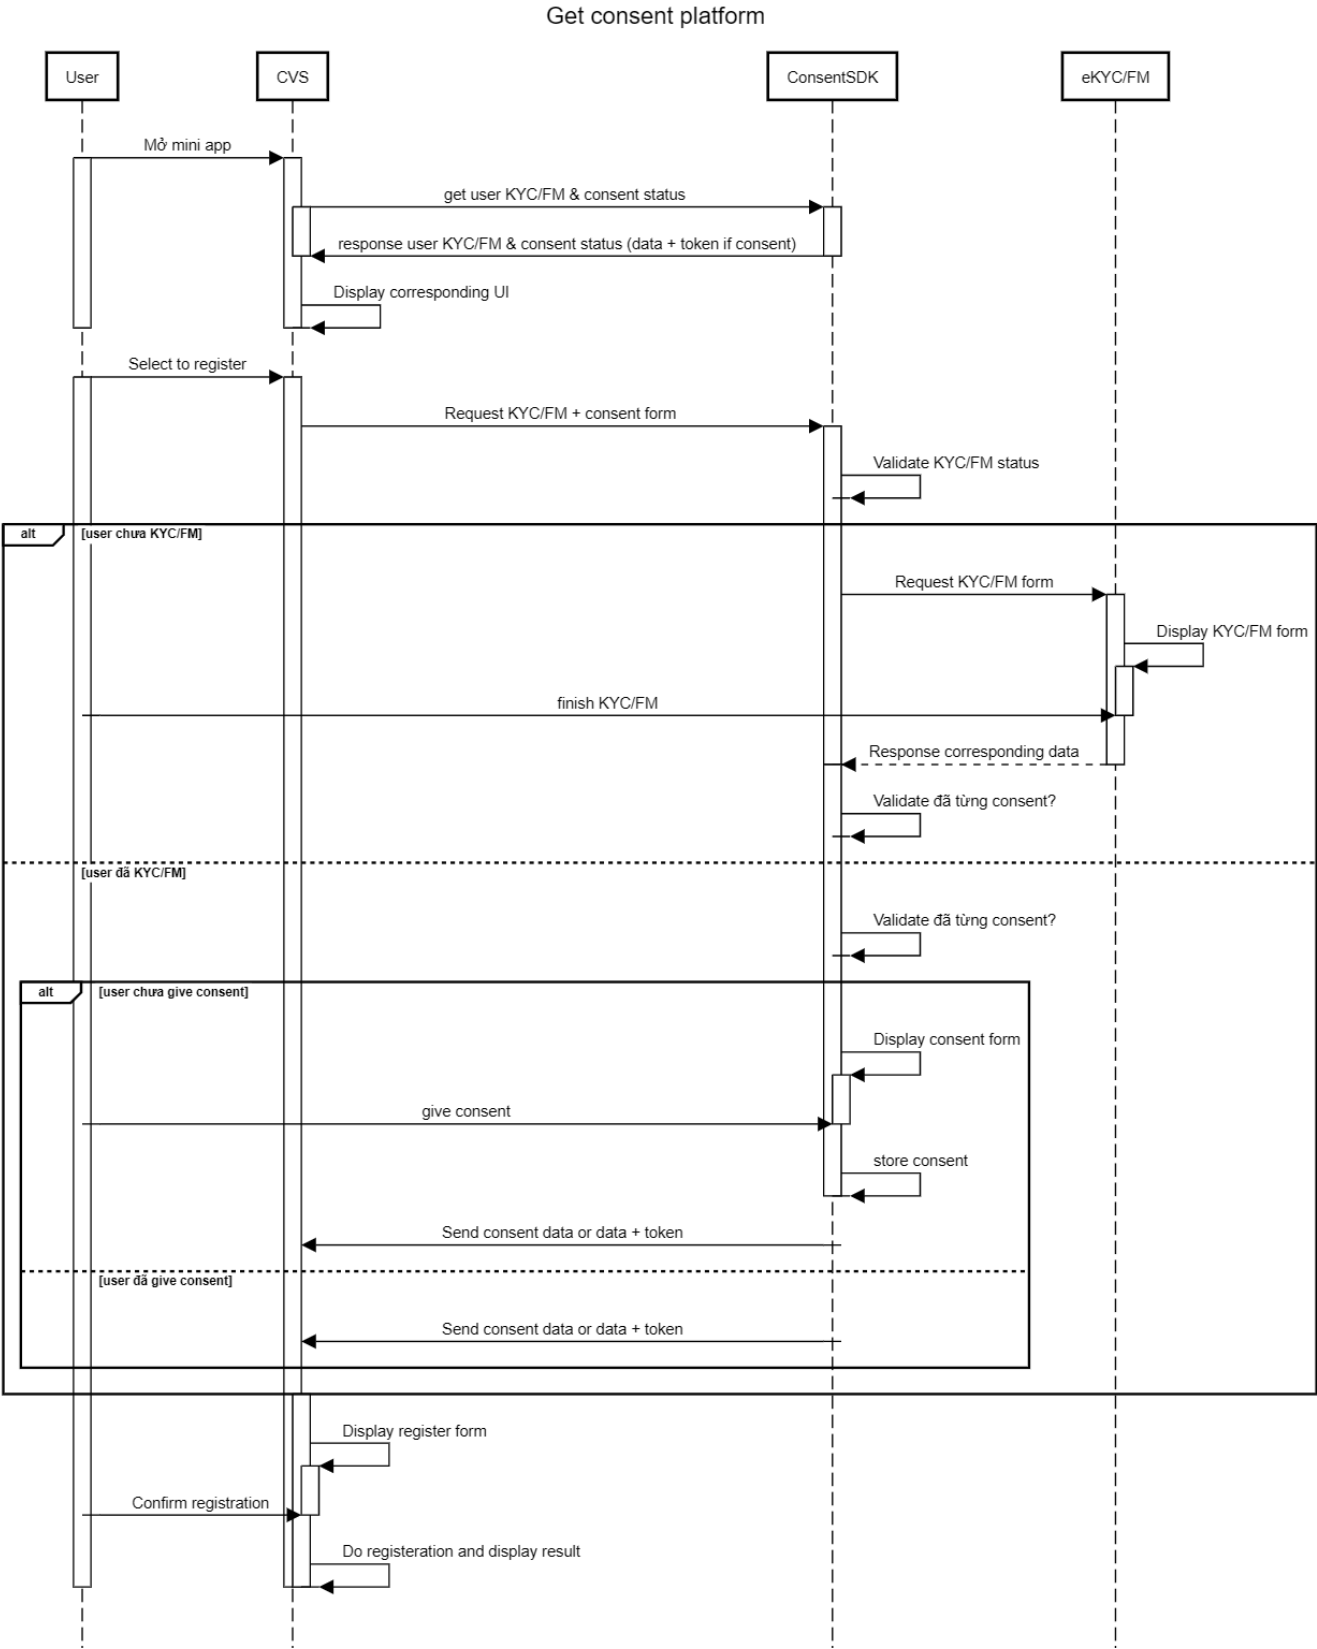 Get consent platform
User
CVS
ConsentSDK
eKYC/FM
Mở mini app
get user KYC/FM & consent status
response user KYC/FM & consent status (data + token if consent)
Display corresponding UI
Select to register
Request KYC/FM + consent form
Validate KYC/FM status
alt
[user chưa KYC/FM]
Request KYC/FM form
Display KYC/FM form
finish KYC/FM
Response corresponding data
Validate đã từng consent?
[user đã KYC/FM]
Validate đã từng consent?
alt
[user chưa give consent]
Display consent form
give consent
store consent
Send consent data or data + token
[user đã give consent]
Send consent data or data + token
Display register form
Confirm registration
Do registeration and display result